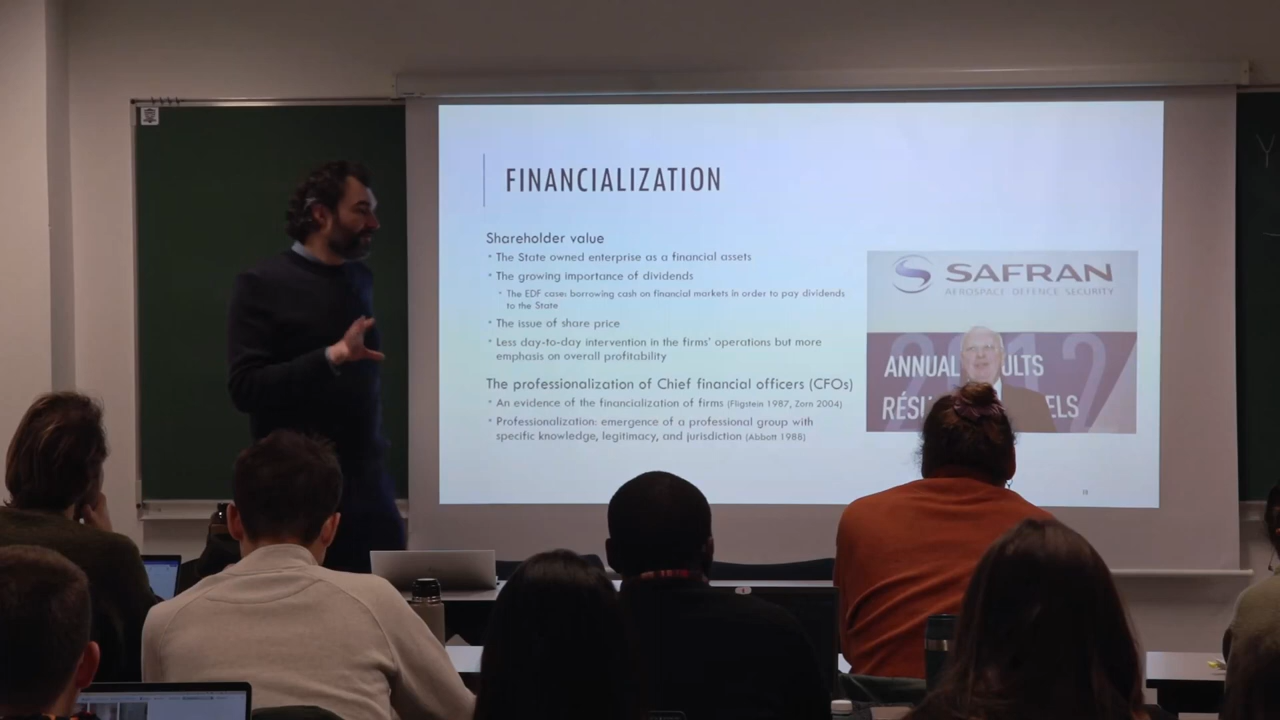 FINANCIALIZATION
Shareholder value
• The State owned enterprise as a financial assets
• The growing importance of dividends
• The EDF case: borrowing cash on financial markets in order to pay dividends
to the State
• The issue of share price
• Less day-to-day intervention in the firms' operations but more
emphasis on overall profitability
The professionalization of Chief financial officers (CFOs)
• An evidence of the financialization of firms (Fligstein 1987, Zorn 2004)
• Professionalization: emergence of a professional group with
specific knowledge, legitimacy, and jurisdiction (Abbott 1988)
SAFRAN
AEROSPACE DEFENCE SECURITY
ANNUAL